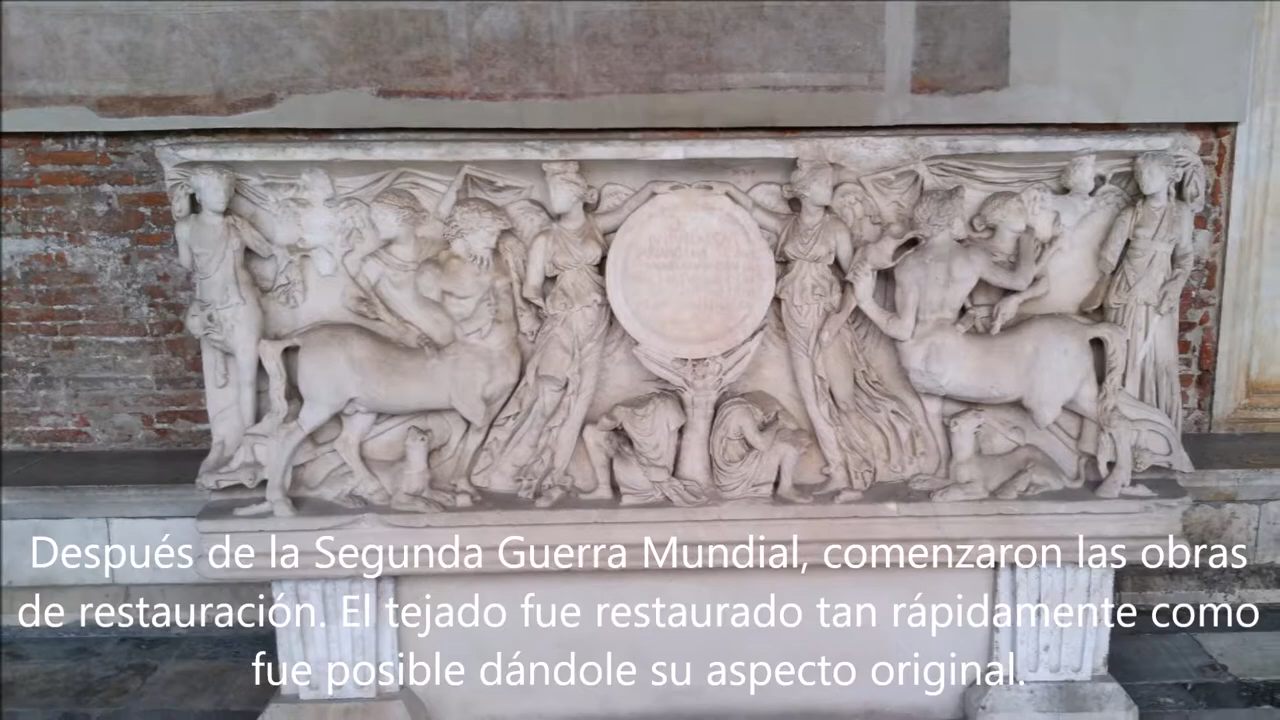 Después de la Segunda Guerra Mundial, comenzaron las obras
de restauración. El tejado fue restaurado tan rápidamente como
fue posible dándole su aspecto original.